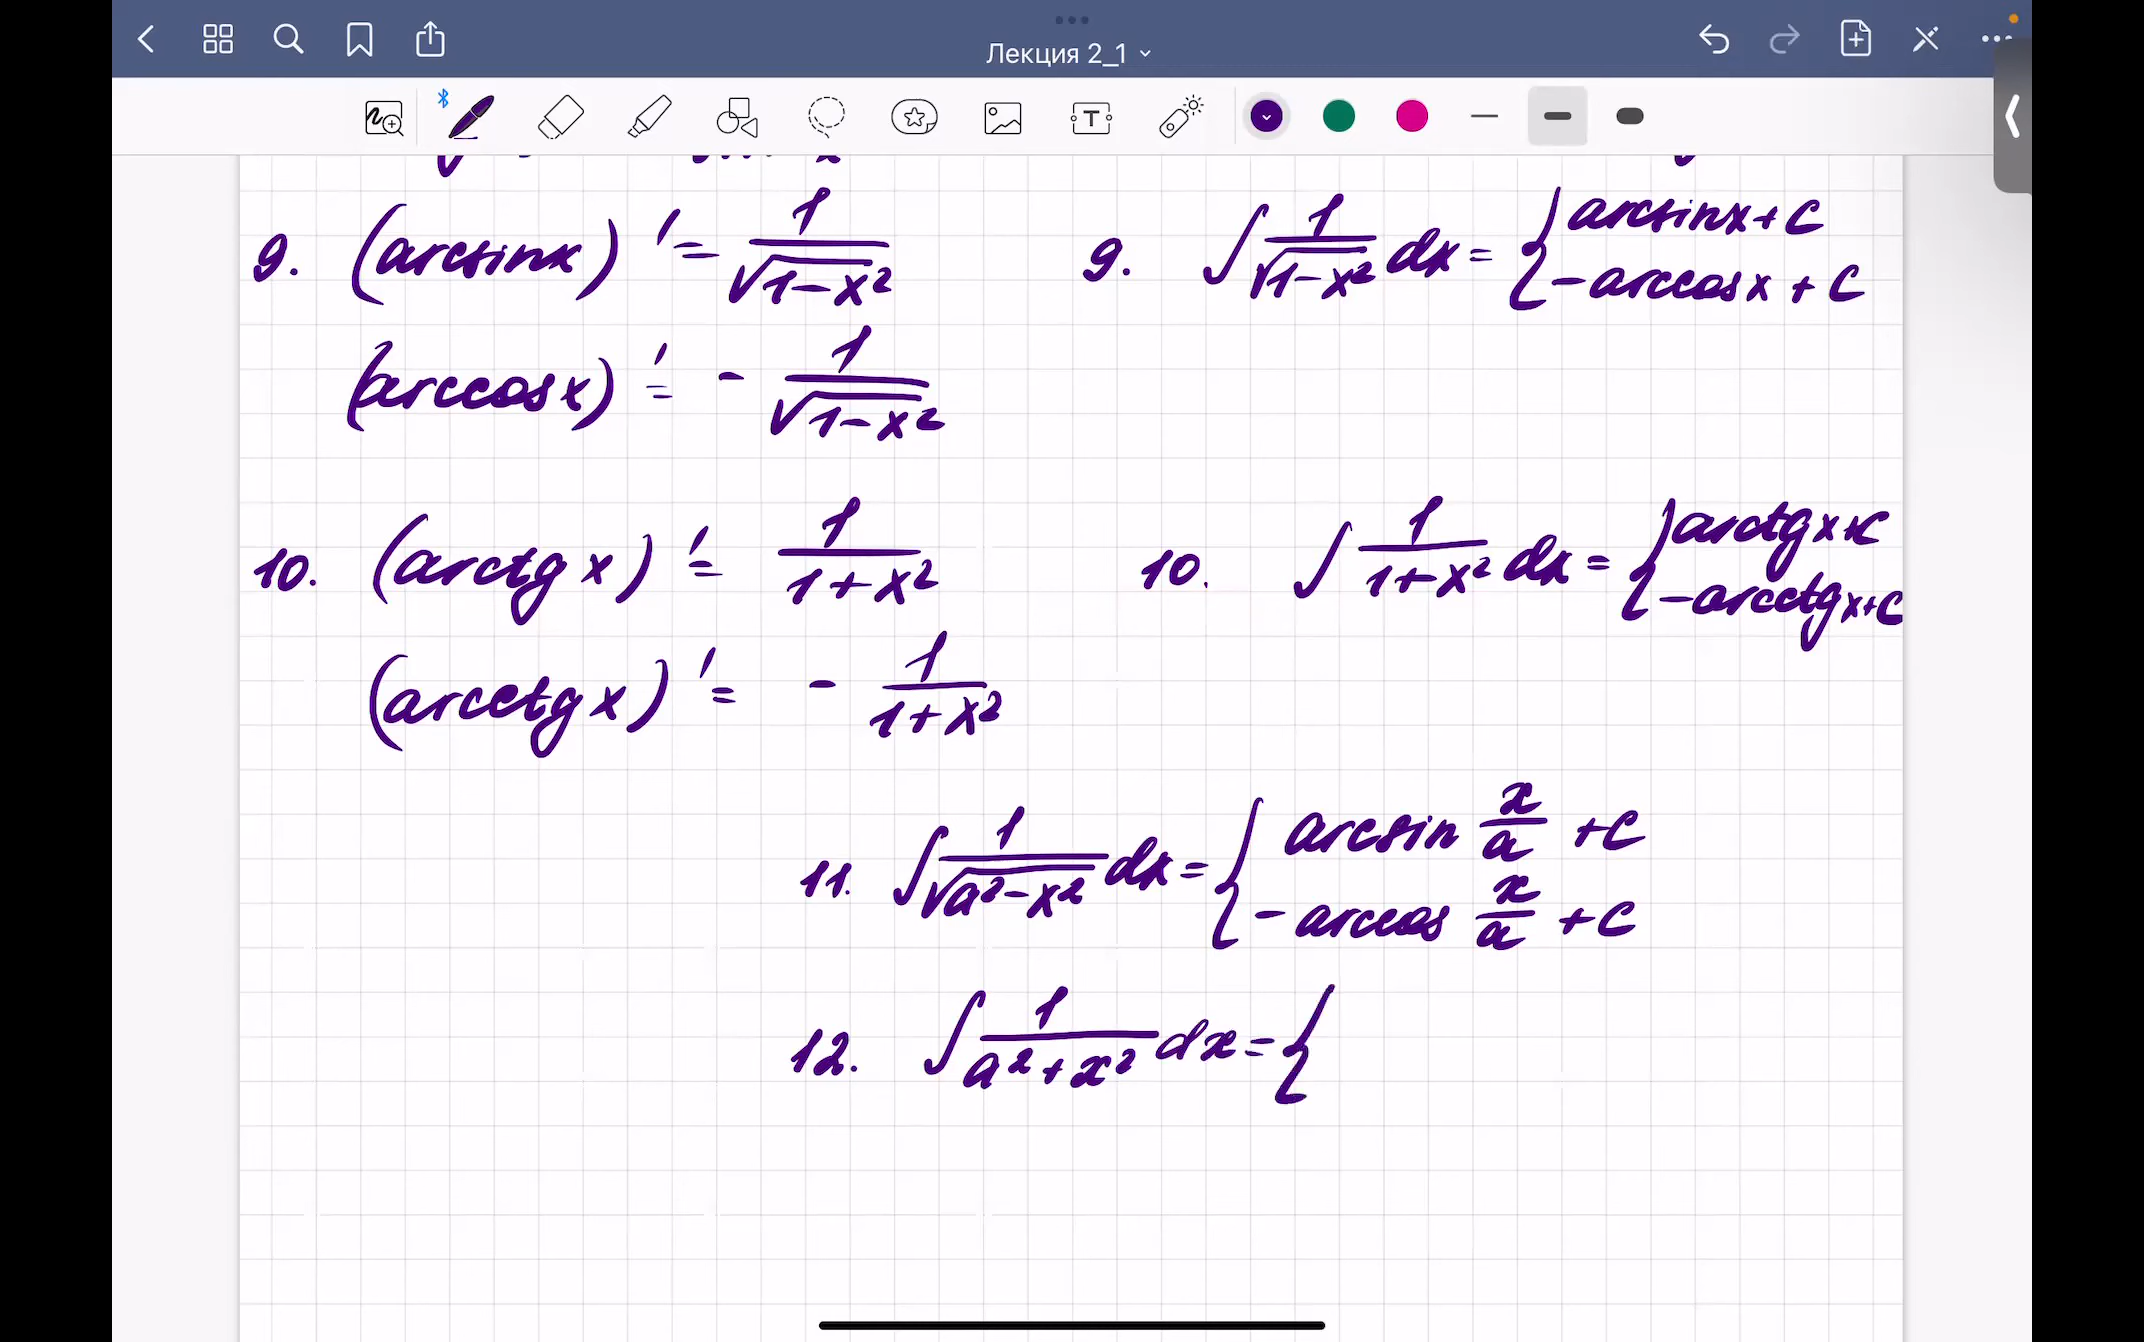 Лекция 2_1
9. (arcsinx)' = 1/√(1-x²)
9. ∫ 1/√(1-x²) dx = { arcsinx + C
- arccosx + C
(arccosx)' = - 1/√(1-x²)
10. (arctg x)' = 1/(1+x²)
10. ∫ 1/(1+x²) dx = { arctgx+C
- arcctgx+C
(arcctg x)' = - 1/(1+x²)
11. ∫ 1/√(a²-x²) dx = { arcsin x/a + C
- arccos x/a + C
12. ∫ 1/(a²+x²) dx = {